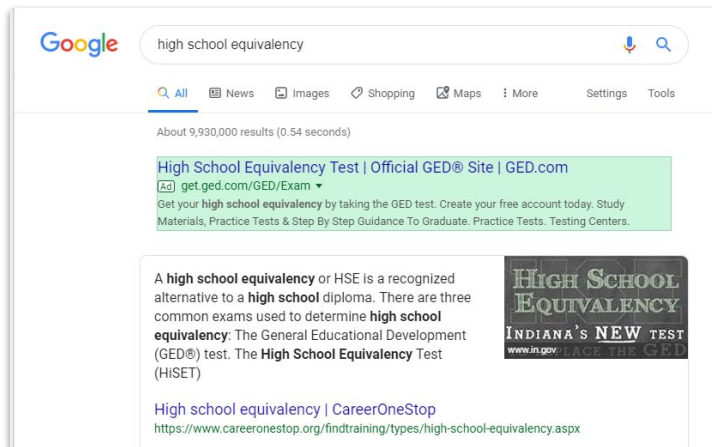 Google
high school equivalency
All News Images Shopping Maps More Settings Tools
About 9,930,000 results (0.54 seconds)
High School Equivalency Test | Official GED® Site | GED.com
Ad get.ged.com/GED/Exam
Get your high school equivalency by taking the GED test. Create your free account today. Study
Materials, Practice Tests & Step By Step Guidance To Graduate. Practice Tests. Testing Centers.
A high school equivalency or HSE is a recognized
alternative to a high school diploma. There are three
common exams used to determine high school
equivalency: The General Educational Development
(GED®) test. The High School Equivalency Test
(HiSET)
HIGH SCHOOL
EQUIVALENCY
INDIANA'S NEW TEST
www.in.gov PLACE THE GED
High school equivalency | CareerOneStop
https://www.careeronestop.org/findtraining/types/high-school-equivalency.aspx